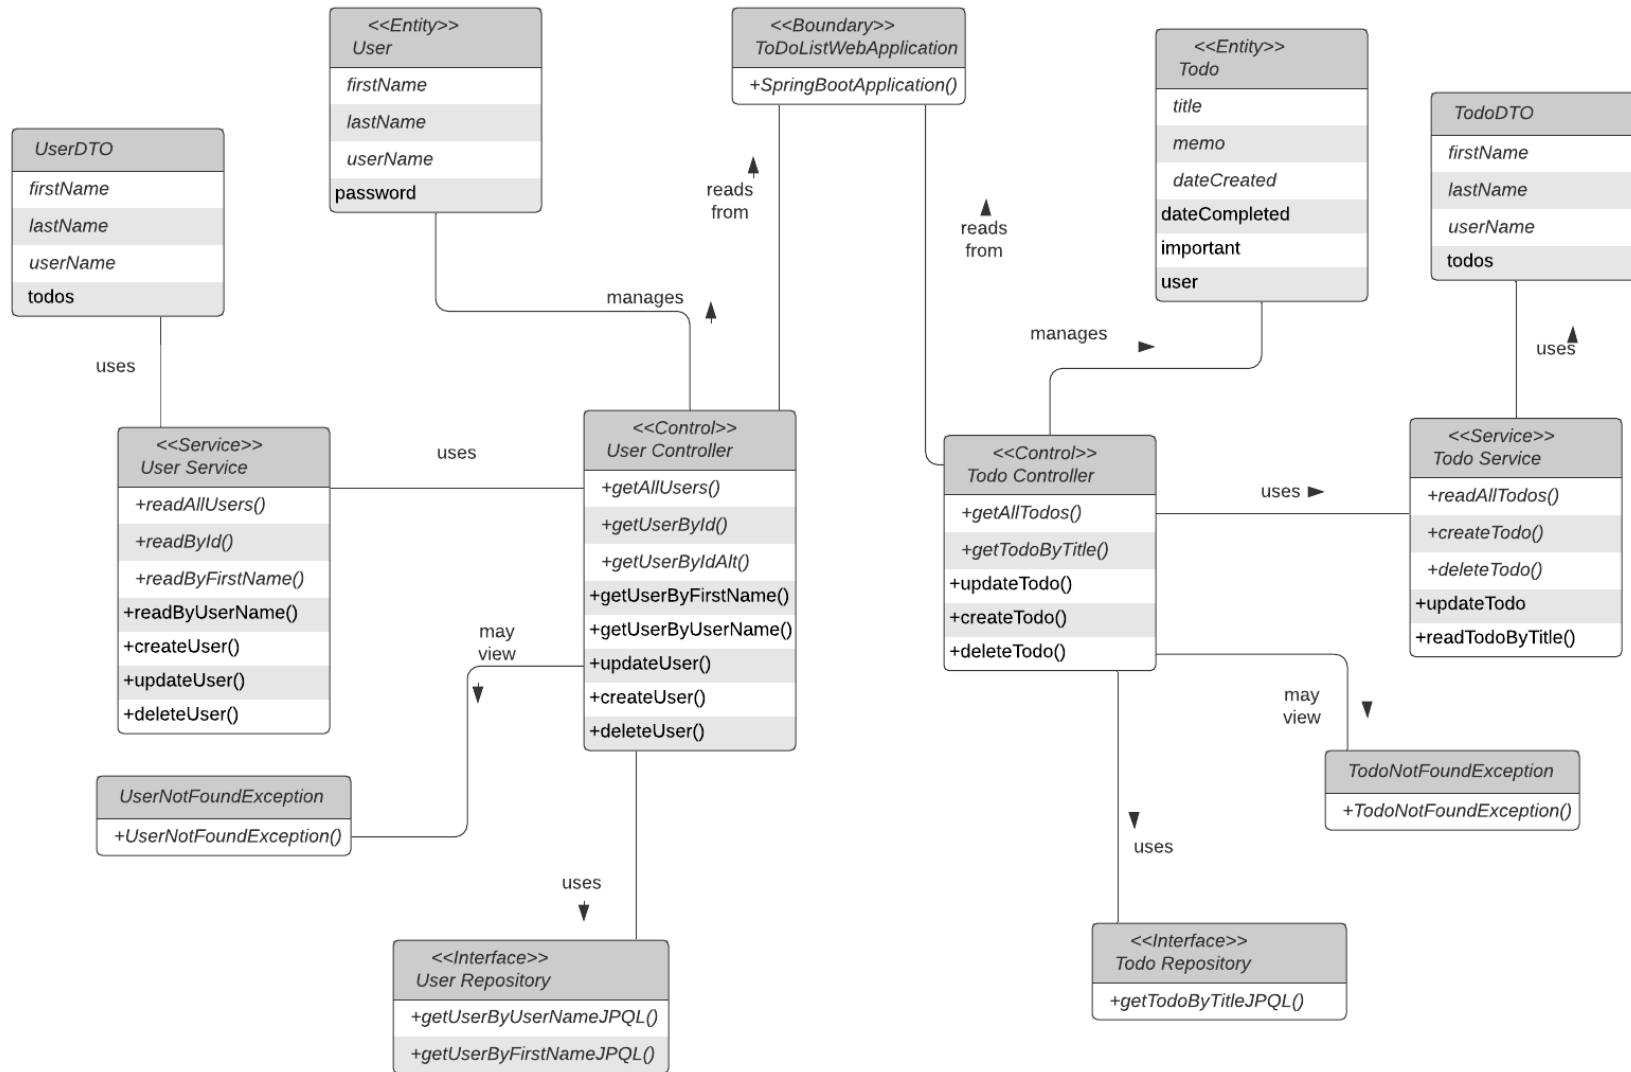 <<Entity>>
User
firstName
lastName
userName
password
<<Boundary>>
ToDoListWebApplication
+SpringBootApplication()
<<Entity>>
Todo
title
memo
dateCreated
dateCompleted
important
user
TodoDTO
firstName
lastName
userName
todos
UserDTO
firstName
lastName
userName
todos
reads
from
reads
from
manages
manages
uses
uses
<<Service>>
User Service
+readAllUsers()
+readById()
+readByFirstName()
+readByUserName()
+createUser()
+updateUser()
+deleteUser()
uses
<<Control>>
User Controller
+getAllUsers()
+getUserById()
+getUserByIdAlt()
+getUserByFirstName()
+getUserByUserName()
+updateUser()
+createUser()
+deleteUser()
<<Control>>
Todo Controller
+getAllTodos()
+getTodoByTitle()
+updateTodo()
+createTodo()
+deleteTodo()
uses
<<Service>>
Todo Service
+readAllTodos()
+createTodo()
+deleteTodo()
+updateTodo
+readTodoByTitle()
may
view
may
view
UserNotFoundException
+UserNotFoundException()
TodoNotFoundException
+TodoNotFoundException()
uses
uses
<<Interface>>
User Repository
+getUserByUserNameJPQL()
+getUserByFirstNameJPQL()
<<Interface>>
Todo Repository
+getTodoByTitleJPQL()